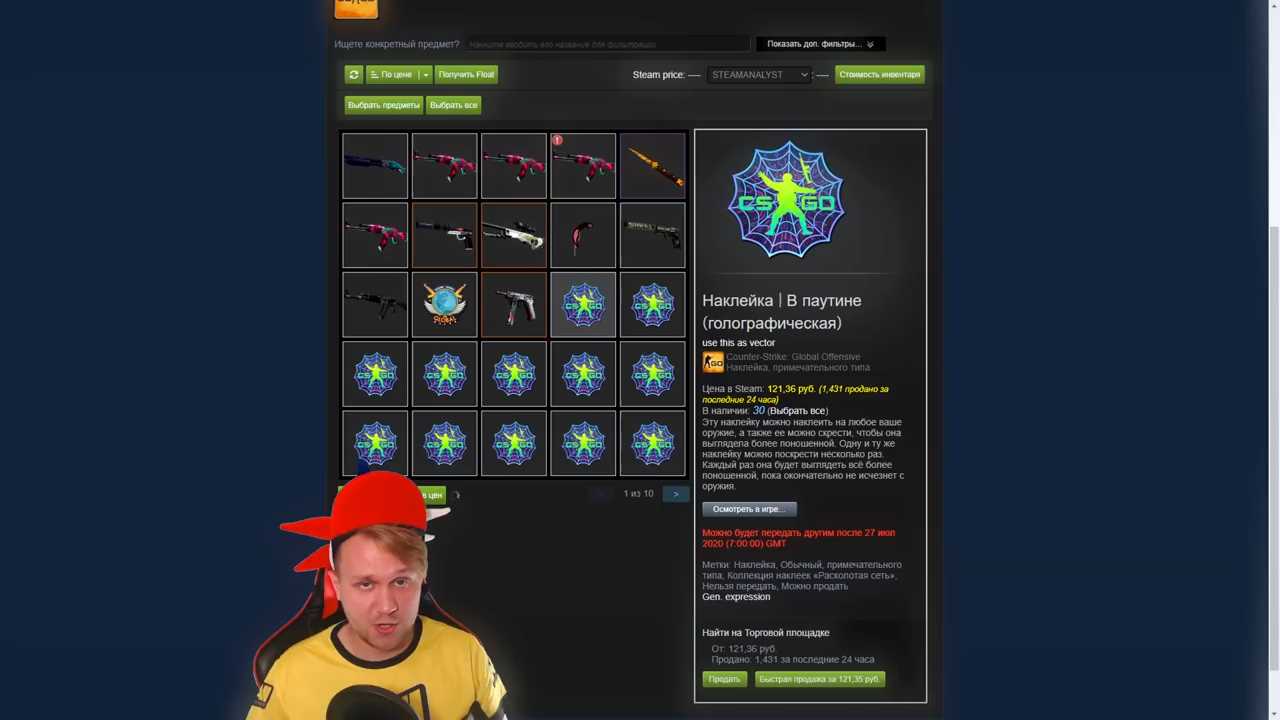 Ищете конкретный предмет?
Начните вводить его название для фильтрации
Показать доп. фильтры...
По цене
Получить Float
Steam price: —
STEAMANALYST
: —
Стоимость инвентаря
Выбрать предметы
Выбрать все
CS GO
Наклейка | В паутине
(голографическая)
use this as vector
Counter-Strike: Global Offensive
Наклейка, примечательного типа
Цена в Steam: 121,36 руб. (1,431 продано за
последние 24 часа)
В наличии: 30 (Выбрать все)
Эту наклейку можно наклеить на любое ваше
оружие, а также ее можно скрести, чтобы она
выглядела более поношенной. Одну и ту же
наклейку можно поскрести несколько раз.
Каждый раз она будет выглядеть всё более
поношенной, пока окончательно не исчезнет с
оружия.
Осмотреть в игре...
Можно будет передать другим после 27 июл
2020 (7:00:00) GMT
Метки: Наклейка, Обычный, примечательного
типа, Коллекция наклеек «Расколотая сеть»,
Нельзя передать, Можно продать
Gen. expression
Найти на Торговой площадке
От: 121,36 руб.
Продано: 1,431 за последние 24 часа
Продать
Быстрая продажа за 121,35 руб.
цен
< 1 из 10 >